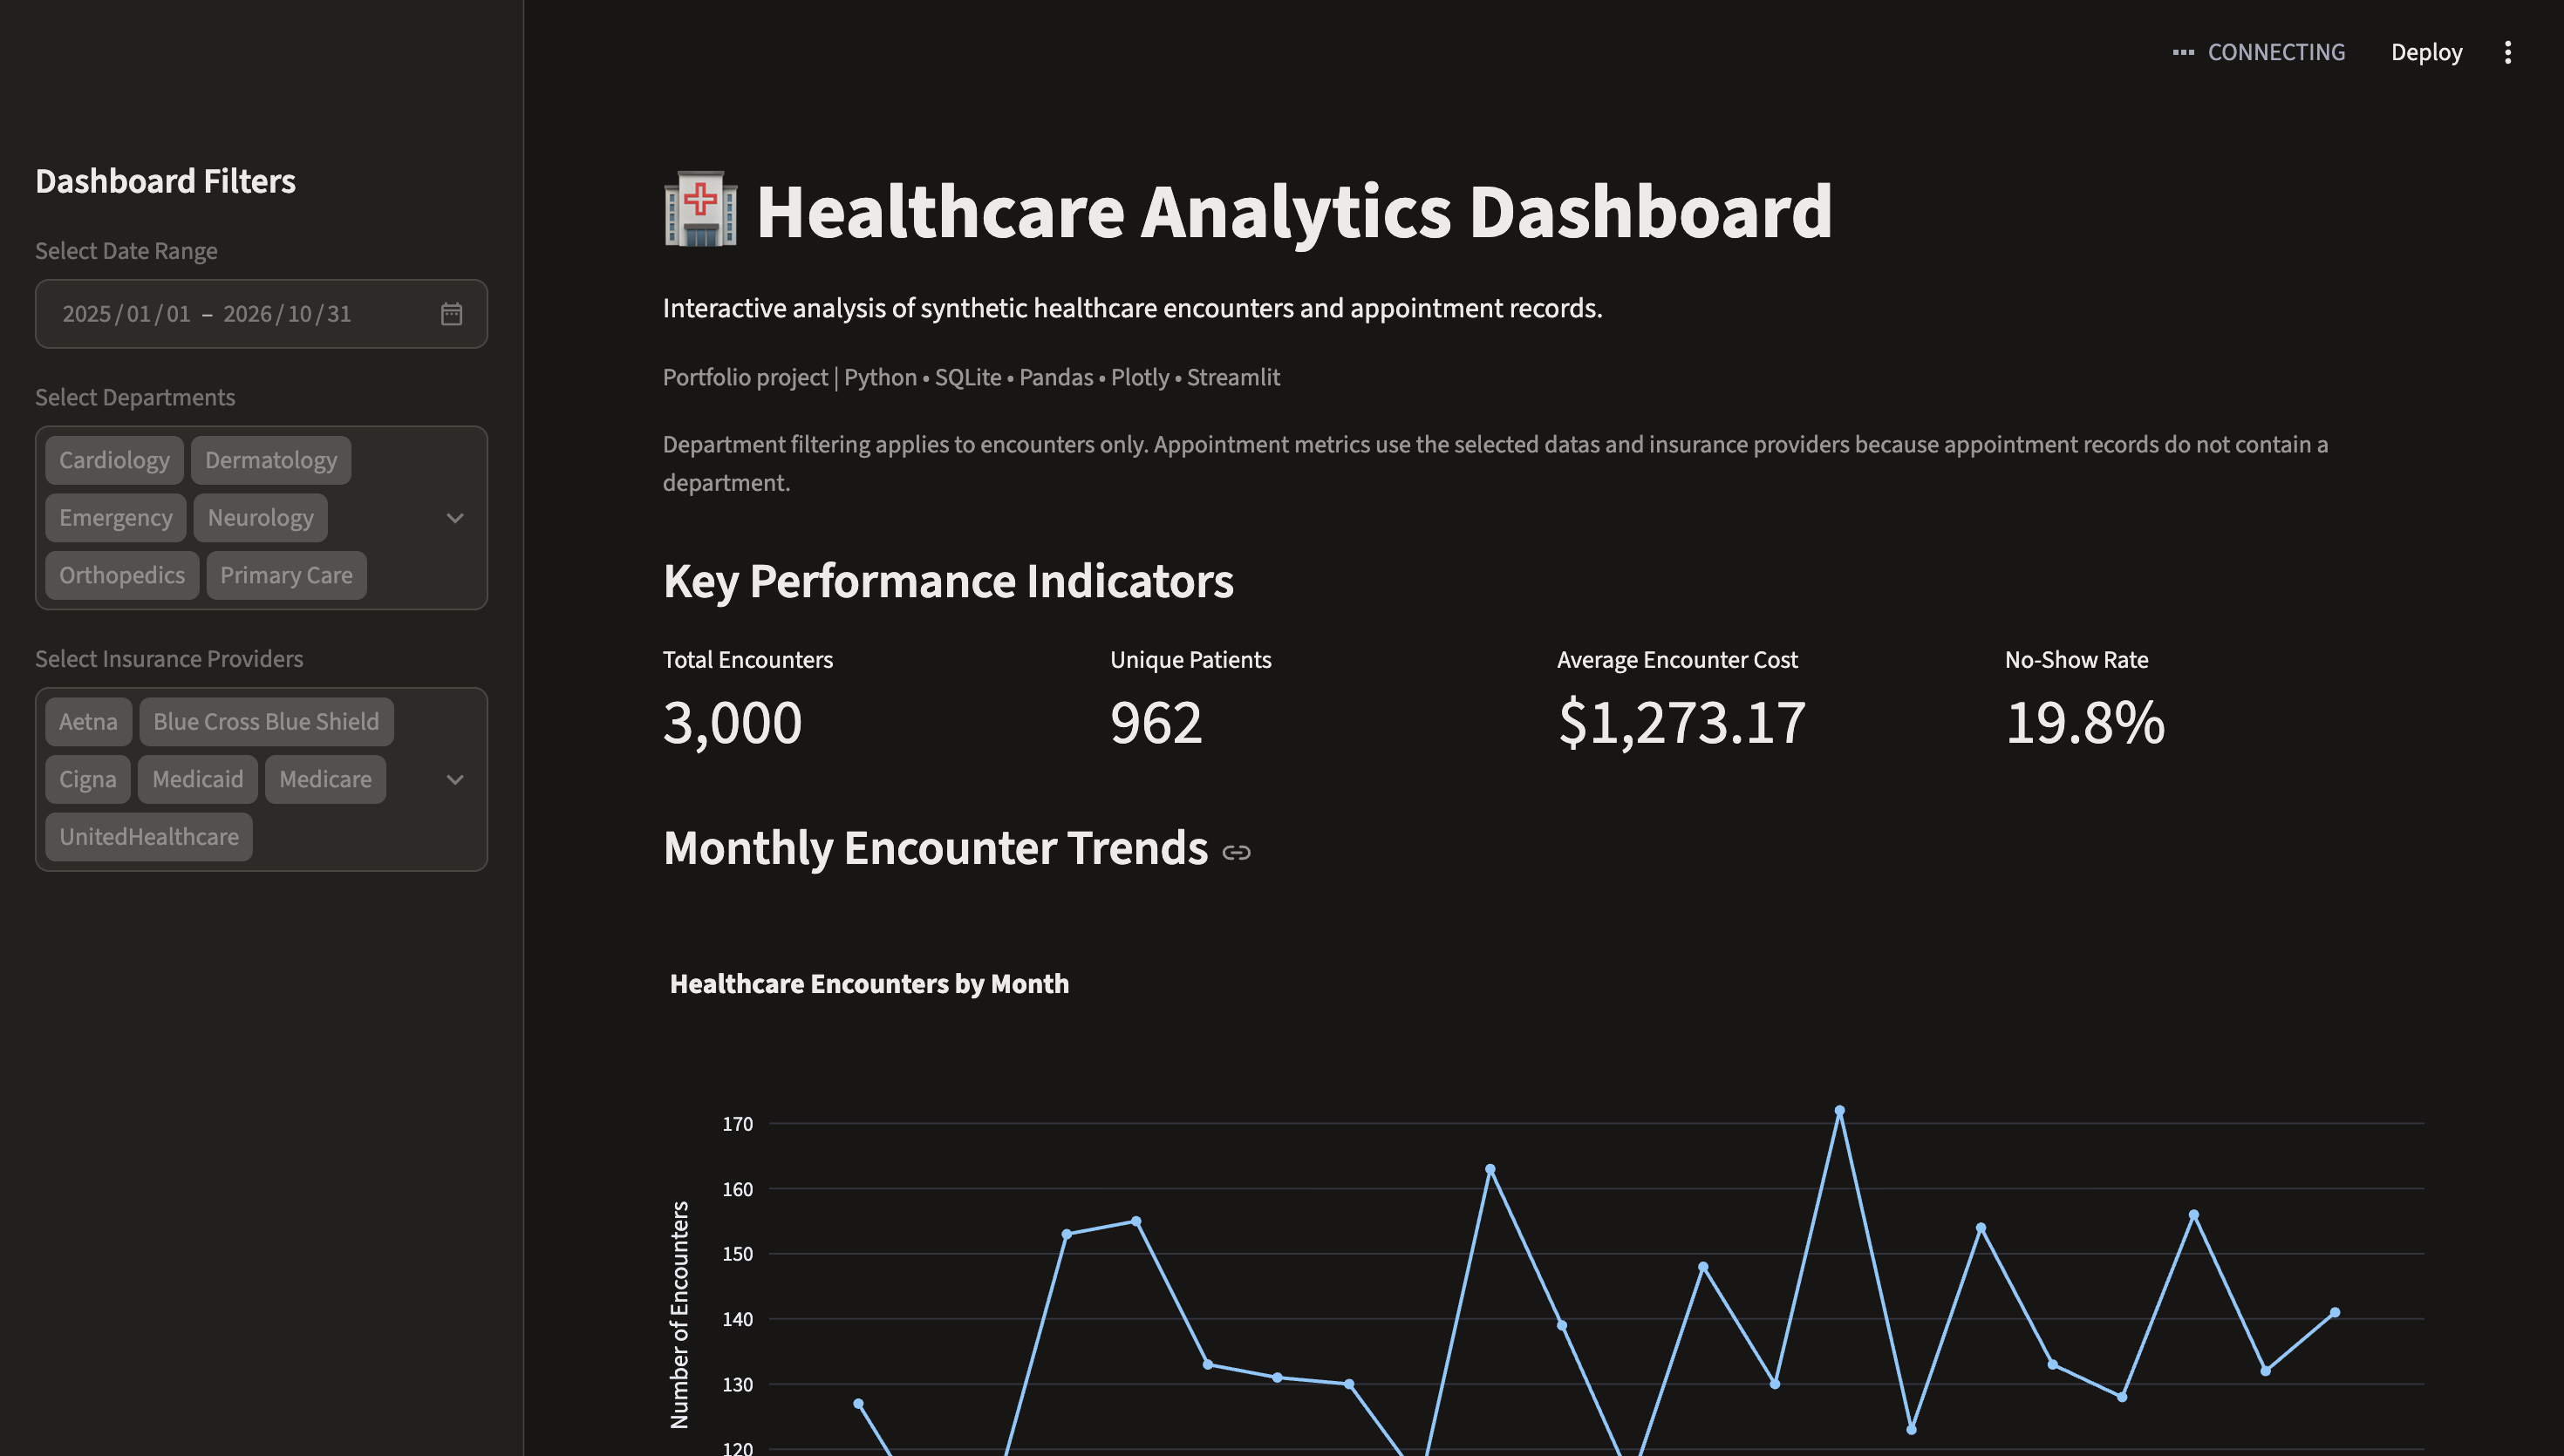 CONNECTING
Deploy
Dashboard Filters
Select Date Range
2025/01/01 – 2026/10/31
Select Departments
Cardiology Dermatology
Emergency Neurology
Orthopedics Primary Care
Select Insurance Providers
Aetna Blue Cross Blue Shield
Cigna Medicaid Medicare
UnitedHealthcare
Healthcare Analytics Dashboard
Interactive analysis of synthetic healthcare encounters and appointment records.
Portfolio project | Python • SQLite • Pandas • Plotly • Streamlit
Department filtering applies to encounters only. Appointment metrics use the selected datas and insurance providers because appointment records do not contain a
department.
Key Performance Indicators
Total Encounters
3,000
Unique Patients
962
Average Encounter Cost
$1,273.17
No-Show Rate
19.8%
Monthly Encounter Trends
Healthcare Encounters by Month
Number of Encounters
170
160
150
140
130
120